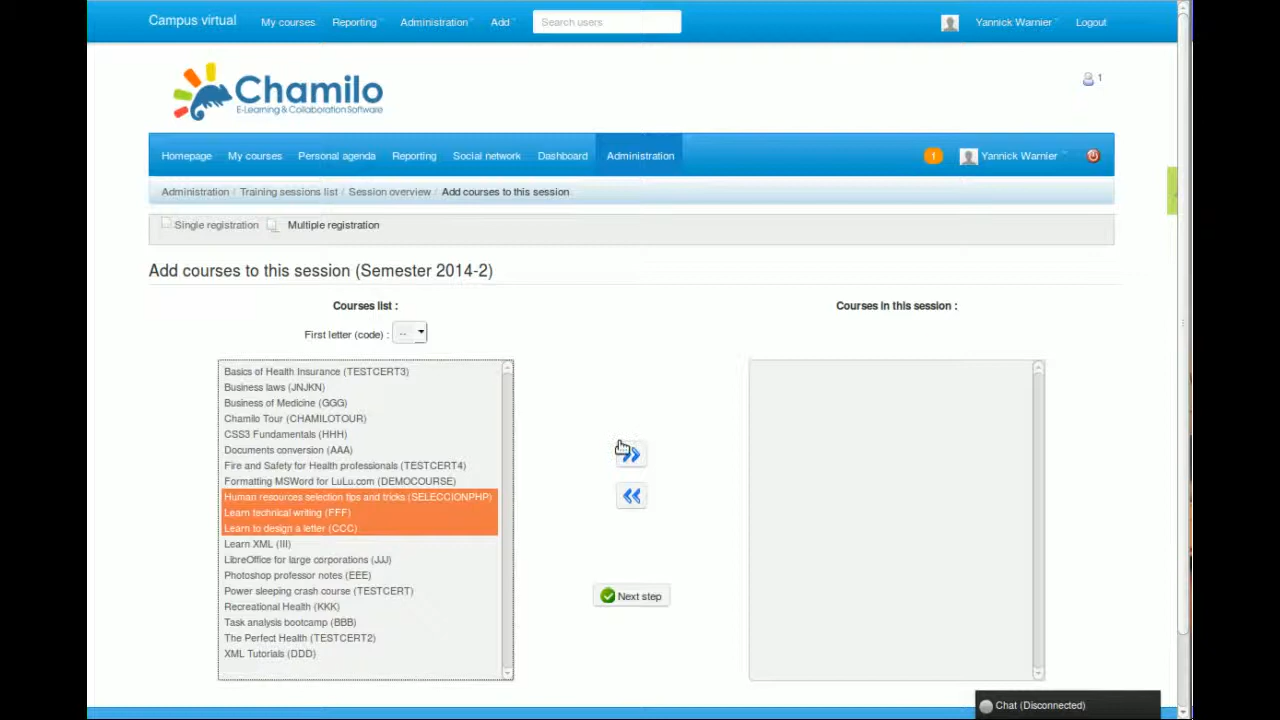 Campus virtual My courses Reporting Administration Add Search users Yannick Warnier Logout
Chamilo
E-Learning & Collaboration Software
1
Homepage My courses Personal agenda Reporting Social network Dashboard Administration 1 Yannick Warnier
Administration / Training sessions list / Session overview / Add courses to this session
Single registration Multiple registration
Add courses to this session (Semester 2014-2)
Courses list : Courses in this session :
First letter (code) : --
Basics of Health Insurance (TESTCERT3)
Business laws (JNJKN)
Business of Medicine (GGG)
Chamilo Tour (CHAMILOTOUR)
CSS3 Fundamentals (HHH)
Documents conversion (AAA)
Fire and Safety for Health professionals (TESTCERT4)
Formatting MSWord for LuLu.com (DEMOCOURSE)
Human resources selection tips and tricks (SELECCIONPHP)
Learn technical writing (FFF)
Learn to design a letter (CCC)
Learn XML (III)
LibreOffice for large corporations (JJJ)
Photoshop professor notes (EEE)
Power sleeping crash course (TESTCERT)
Next step
Recreational Health (KKK)
Task analysis bootcamp (BBB)
The Perfect Health (TESTCERT2)
XML Tutorials (DDD)
Chat (Disconnected)